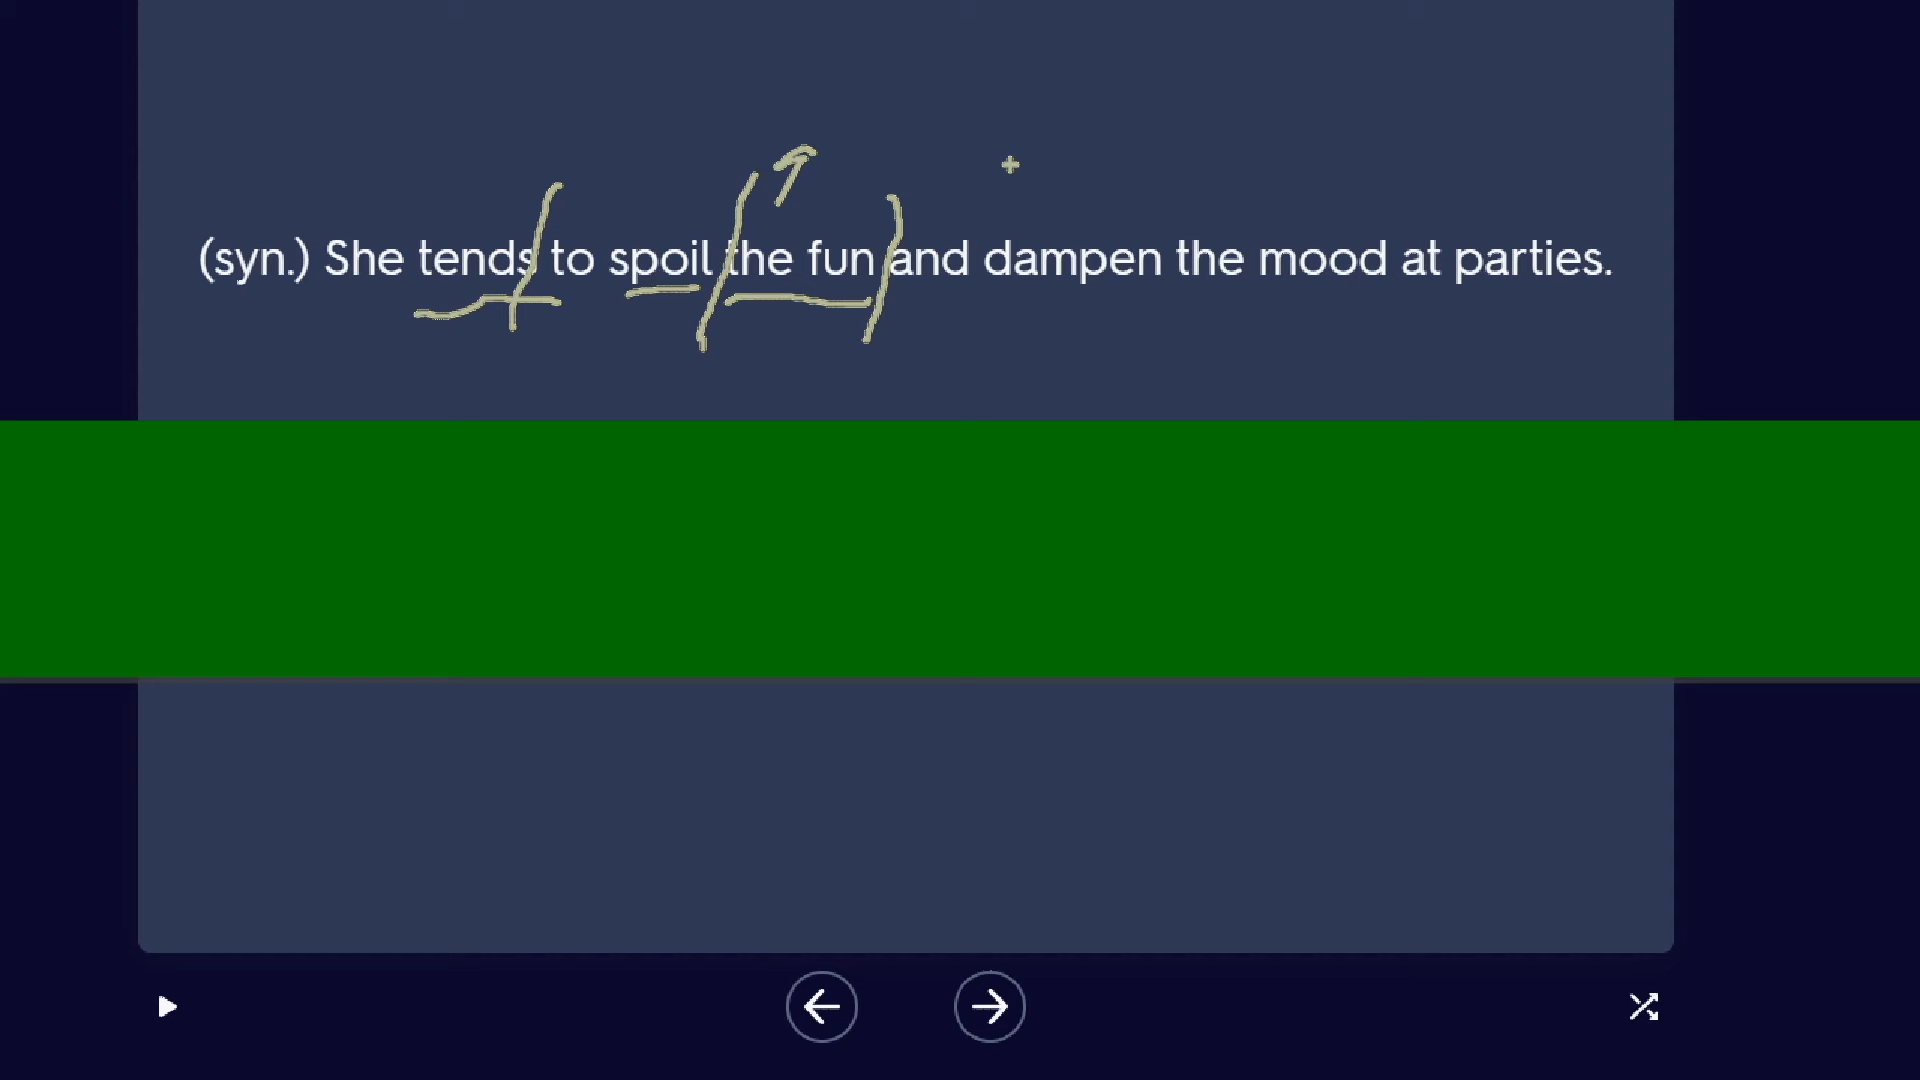 (syn.) She tends to spoil the fun and dampen the mood at parties.